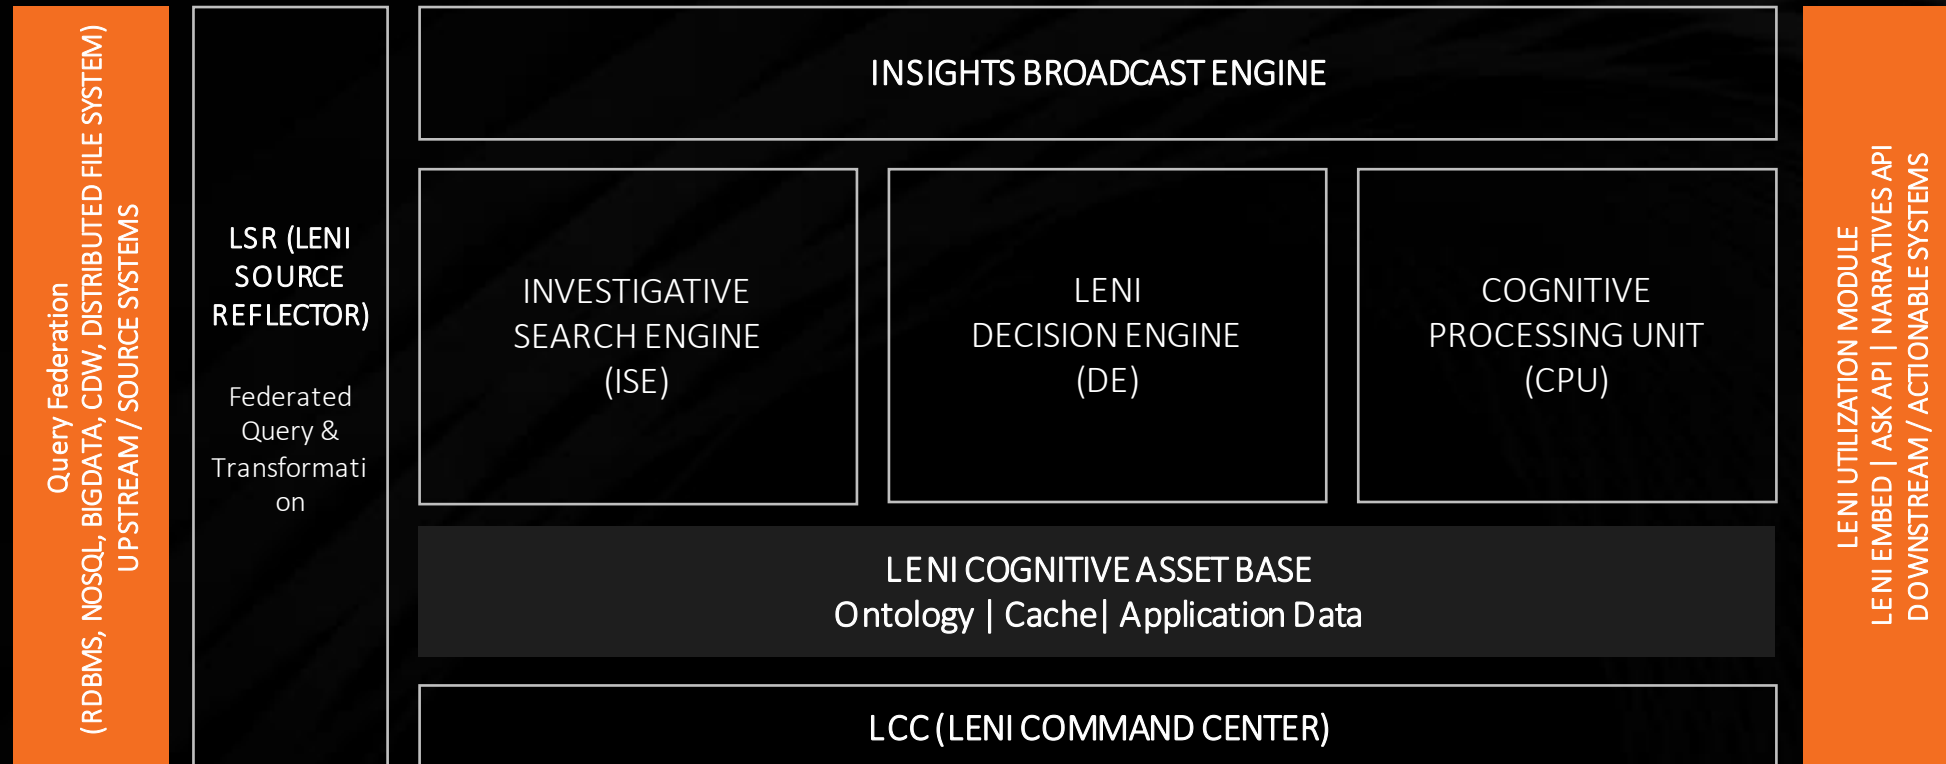 Query Federation
(RDBMS, NOSQL, BIGDATA, CDW, DISTRIBUTED FILE SYSTEM)
UPSTREAM / SOURCE SYSTEMS
LSR (LENI
SOURCE
REFLECTOR)
Federated
Query &
Transformati
on
INSIGHTS BROADCAST ENGINE
INVESTIGATIVE
SEARCH ENGINE
(ISE)
LENI
DECISION ENGINE
(DE)
COGNITIVE
PROCESSING UNIT
(CPU)
LENI COGNITIVE ASSET BASE
Ontology | Cache| Application Data
LCC (LENI COMMAND CENTER)
LENI UTILIZATION MODULE
LENI EMBED | ASK API | NARRATIVES API
DOWNSTREAM / ACTIONABLE SYSTEMS